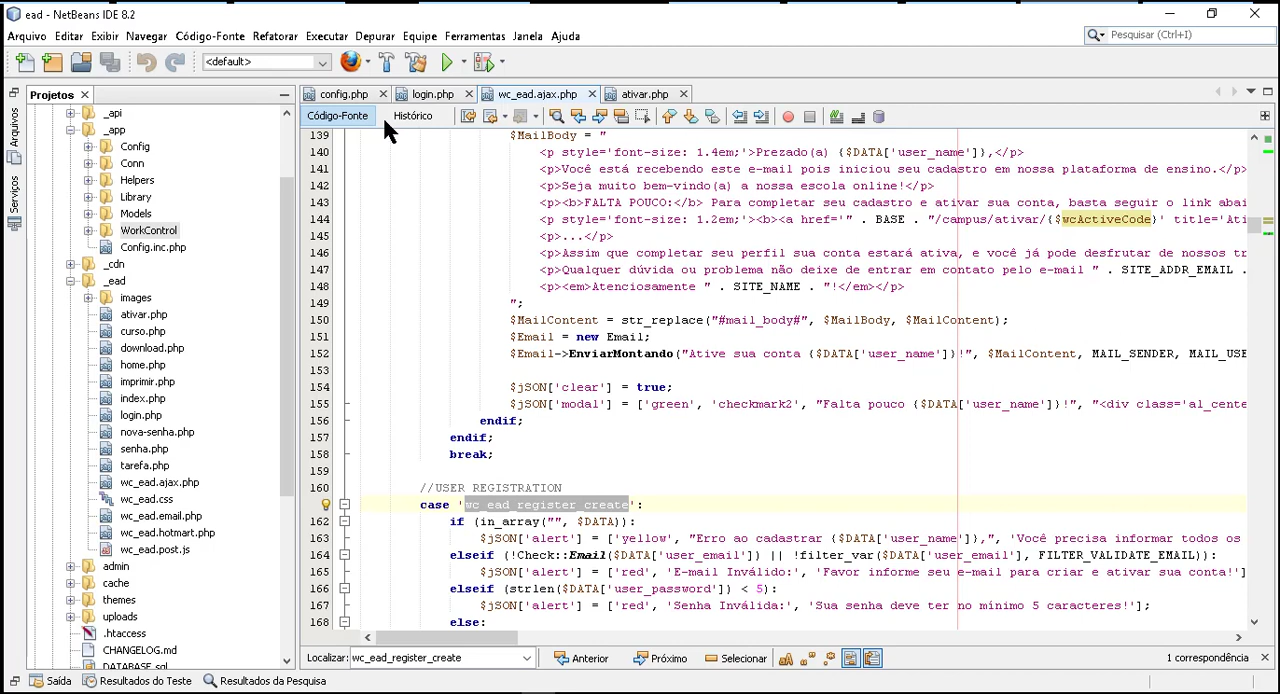 ead - NetBeans IDE 8.2
Arquivo Editar Exibir Navegar Código-Fonte Refatorar Executar Depurar Equipe Ferramentas Janela Ajuda
Pesquisar (Ctrl+I)
<default>
Projetos
config.php login.php wc_ead.ajax.php ativar.php
Código-Fonte Histórico
Arquivos
Serviços
_api
_app
Config
Conn
Helpers
Library
Models
WorkControl
Config.inc.php
_cdn
_ead
images
ativar.php
curso.php
download.php
home.php
imprimir.php
index.php
login.php
nova-senha.php
senha.php
tarefa.php
wc_ead.ajax.php
wc_ead.css
wc_ead.email.php
wc_ead.hotmart.php
wc_ead.post.js
admin
cache
themes
uploads
.htaccess
CHANGELOG.md
DATABASE.sql
139 $MailBody = "
140 <p style='font-size: 1.4em;'>Prezado(a) {$DATA['user_name']},</p>
141 <p>Você está recebendo este e-mail pois iniciou seu cadastro em nossa plataforma de ensino.</p>
142 <p>Seja muito bem-vindo(a) a nossa escola online!</p>
143 <p><b>FALTA POUCO:</b> Para completar seu cadastro e ativar sua conta, basta seguir o link abai
144 <p style='font-size: 1.2em;'><b><a href='" . BASE . "/campus/ativar/{$wcActiveCode}' title='Ati
145 <p>...</p>
146 <p>Assim que completar seu perfil sua conta estará ativa, e você já pode desfrutar de nossos tr
147 <p>Qualquer dúvida ou problema não deixe de entrar em contato pelo e-mail " . SITE_ADDR_EMAIL .
148 <p><em>Atenciosamente " . SITE_NAME . "!</em></p>
149 ";
150 $MailContent = str_replace("#mail_body#", $MailBody, $MailContent);
151 $Email = new Email;
152 $Email->EnviarMontando("Ative sua conta {$DATA['user_name']}!", $MailContent, MAIL_SENDER, MAIL_USE
153
154 $jSON['clear'] = true;
155 $jSON['modal'] = ['green', 'checkmark2', "Falta pouco {$DATA['user_name']}!", "<div class='al_cente
156 endif;
157 endif;
158 break;
159
160 //USER REGISTRATION
case 'wc_ead_register_create':
162 if (in_array("", $DATA)):
163 $jSON['alert'] = ['yellow', "Erro ao cadastrar {$DATA['user_name']},", 'Você precisa informar todos os
164 elseif (!Check::Email($DATA['user_email']) || !filter_var($DATA['user_email'], FILTER_VALIDATE_EMAIL)):
165 $jSON['alert'] = ['red', 'E-mail Inválido:', 'Favor informe seu e-mail para criar e ativar sua conta!']
166 elseif (strlen($DATA['user_password']) < 5):
167 $jSON['alert'] = ['red', 'Senha Inválida:', 'Sua senha deve ter no mínimo 5 caracteres!'];
168 else:
Localizar: wc_ead_register_create Anterior Próximo Selecionar 1 correspondência
Saída Resultados do Teste Resultados da Pesquisa